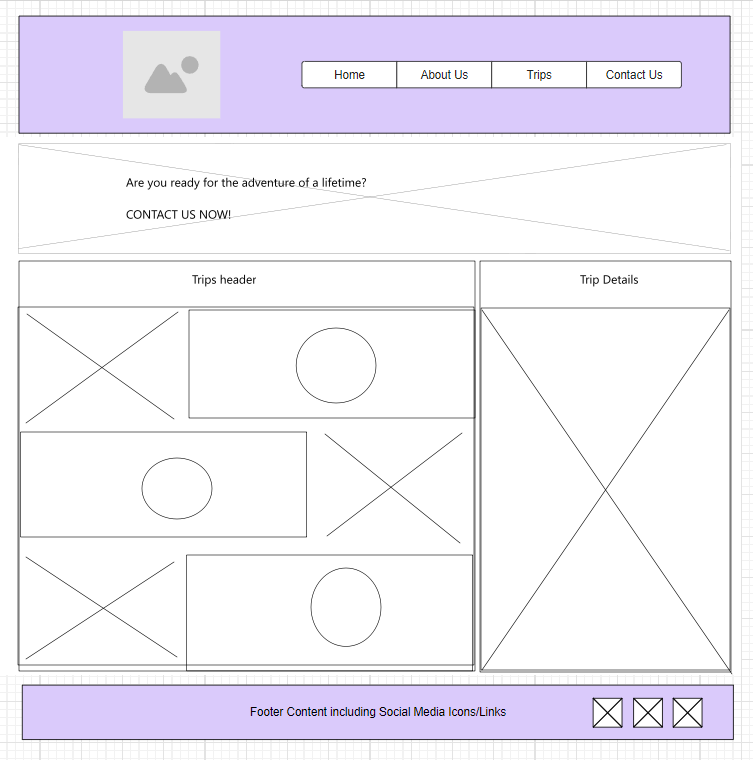 Home
About Us
Trips
Contact Us
Are you ready for the adventure of a lifetime?
CONTACT US NOW!
Trips header
Trip Details
Footer Content including Social Media Icons/Links